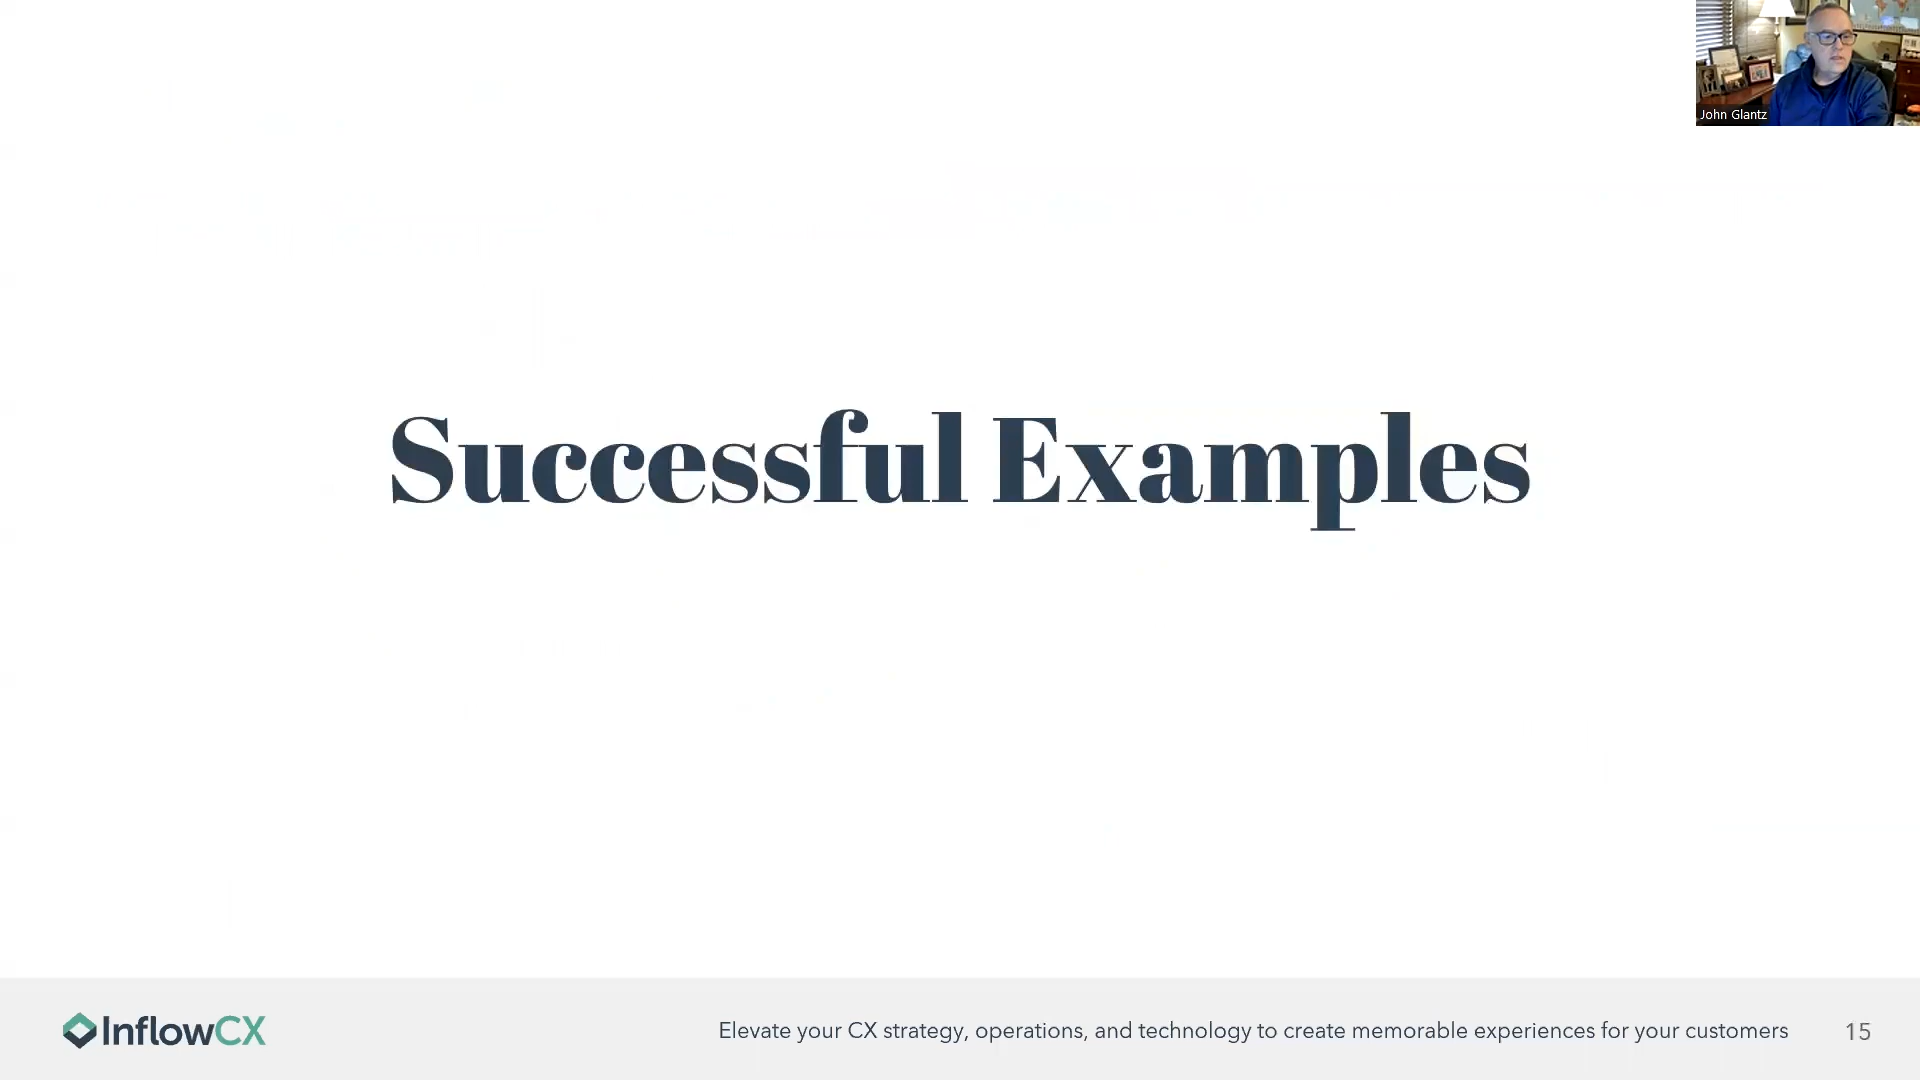 John Glantz
Successful Examples
InflowCX
Elevate your CX strategy, operations, and technology to create memorable experiences for your customers
15